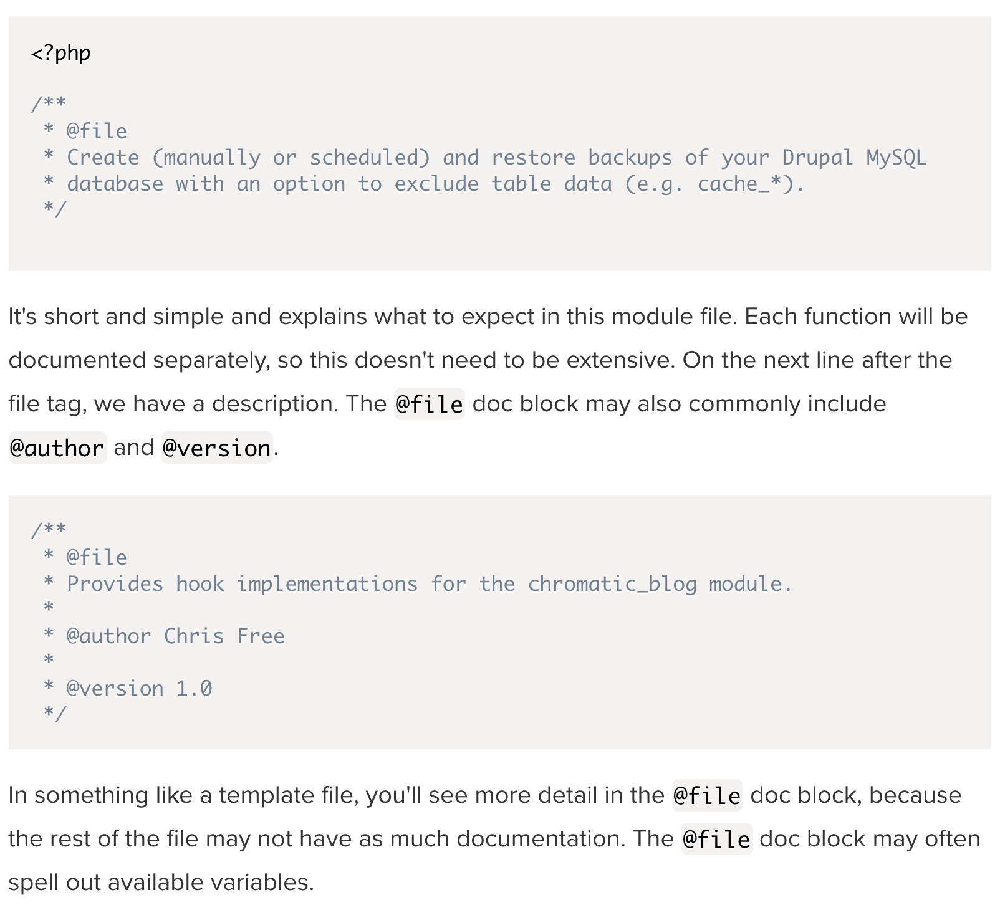 <?php
/**
 * @file
 * Create (manually or scheduled) and restore backups of your Drupal MySQL
 * database with an option to exclude table data (e.g. cache_*).
 */
It's short and simple and explains what to expect in this module file. Each function will be
documented separately, so this doesn't need to be extensive. On the next line after the
file tag, we have a description. The @file doc block may also commonly include
@author and @version.
/**
 * @file
 * Provides hook implementations for the chromatic_blog module.
 *
 * @author Chris Free
 *
 * @version 1.0
 */
In something like a template file, you'll see more detail in the @file doc block, because
the rest of the file may not have as much documentation. The @file doc block may often
spell out available variables.